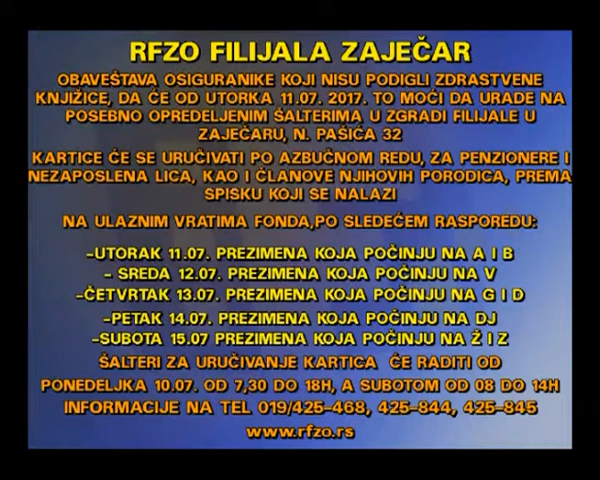 RFZO FILIJALA ZAJEČAR
OBAVEŠTAVA OSIGURANIKE KOJI NISU PODIGLI ZDRASTVENE
KNJIŽICE, DA ĆE OD UTORKA 11.07. 2017. TO MOĆI DA URADE NA
POSEBNO OPREDELJENIM ŠALTERIMA U ZGRADI FILIJALE U
ZAJEČARU, N. PAŠIĆA 32
KARTICE ĆE SE URUČIVATI PO AZBUČNOM REDU, ZA PENZIONERE I
NEZAPOSLENA LICA, KAO I ČLANOVE NJIHOVIH PORODICA, PREMA
SPISKU KOJI SE NALAZI
NA ULAZNIM VRATIMA FONDA,PO SLEDEĆEM RASPOREDU:
-UTORAK 11.07. PREZIMENA KOJA POČINJU NA A I B
- SREDA 12.07. PREZIMENA KOJA POČINJU NA V
-ČETVRTAK 13.07. PREZIMENA KOJA POČINJU NA G I D
-PETAK 14.07. PREZIMENA KOJA POČINJU NA DJ
-SUBOTA 15.07 PREZIMENA KOJA POČINJU NA Ž I Z
ŠALTERI ZA URUČIVANJE KARTICA ĆE RADITI OD
PONEDELJKA 10.07. OD 7,30 DO 18H, A SUBOTOM OD 08 DO 14H
INFORMACIJE NA TEL 019/425-468, 425-844, 425-845
www.rfzo.rs